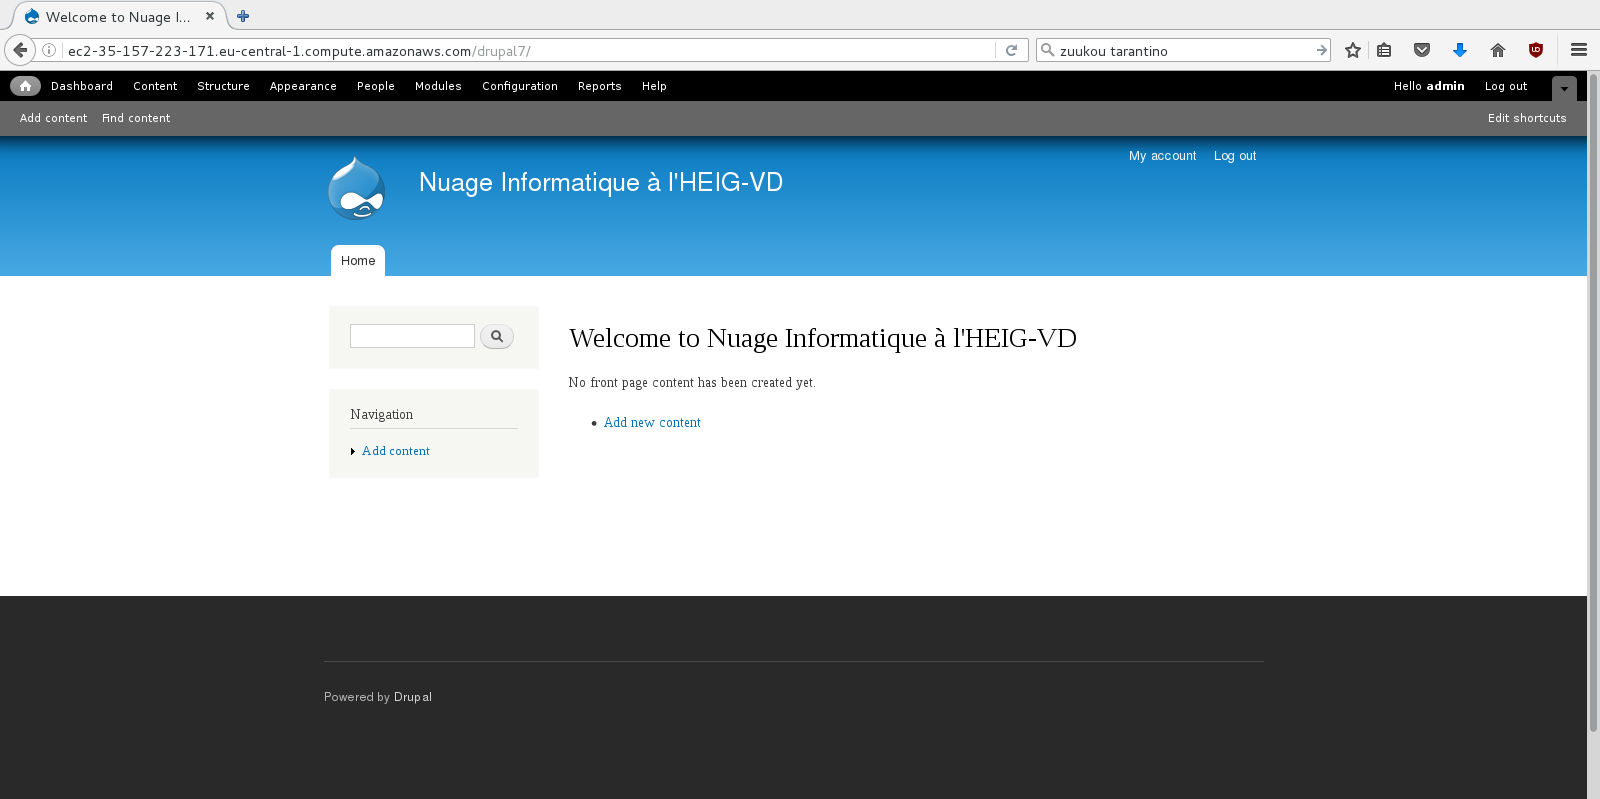 Welcome to Nuage I...
ec2-35-157-223-171.eu-central-1.compute.amazonaws.com/drupal7/
zuukou tarantino
Dashboard Content Structure Appearance People Modules Configuration Reports Help Hello admin Log out
Add content Find content Edit shortcuts
My account Log out
Nuage Informatique à l'HEIG-VD
Home
Welcome to Nuage Informatique à l'HEIG-VD
No front page content has been created yet.
Navigation
Add new content
Add content
Powered by Drupal